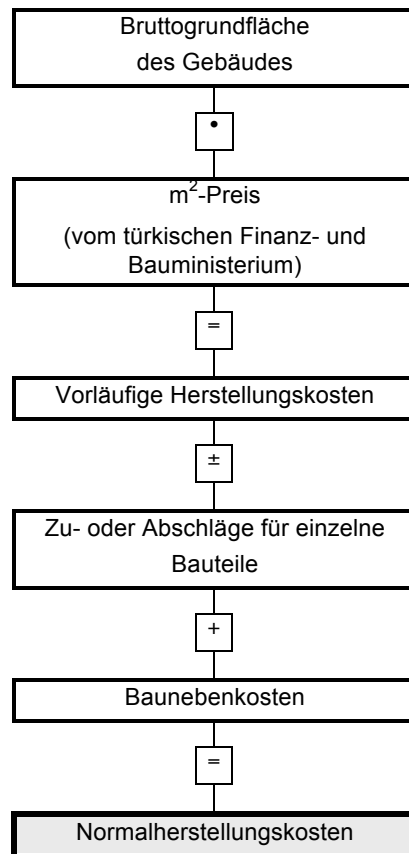 Bruttogrundfläche
des Gebäudes
•
m²-Preis
(vom türkischen Finanz- und
Bauministerium)
=
Vorläufige Herstellungskosten
±
Zu- oder Abschläge für einzelne
Bauteile
+
Baunebenkosten
=
Normalherstellungskosten